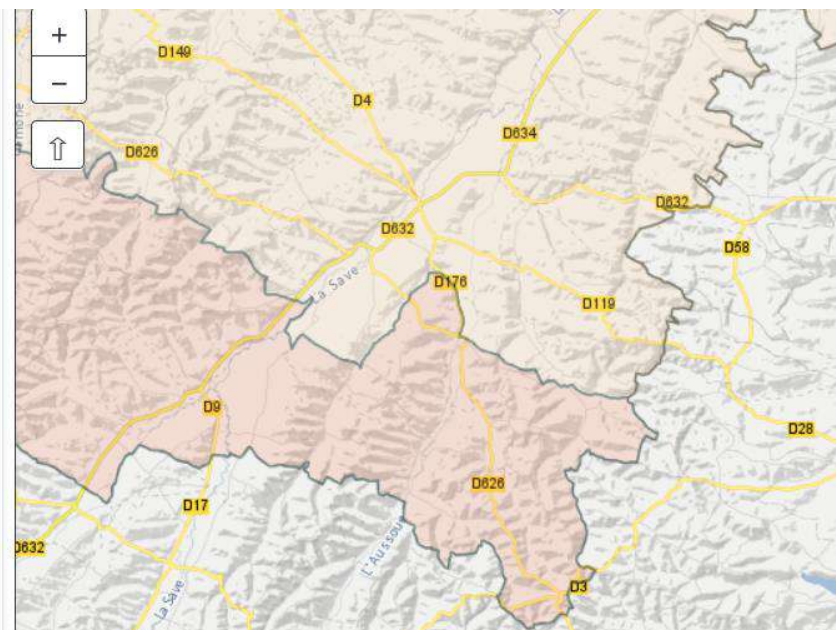 +
D149
−
D4
D634
⇧
D626
D632
D632
D58
La Save
D176
D119
D9
D28
D626
D17
L'Aussoue
D632
D3
La Save